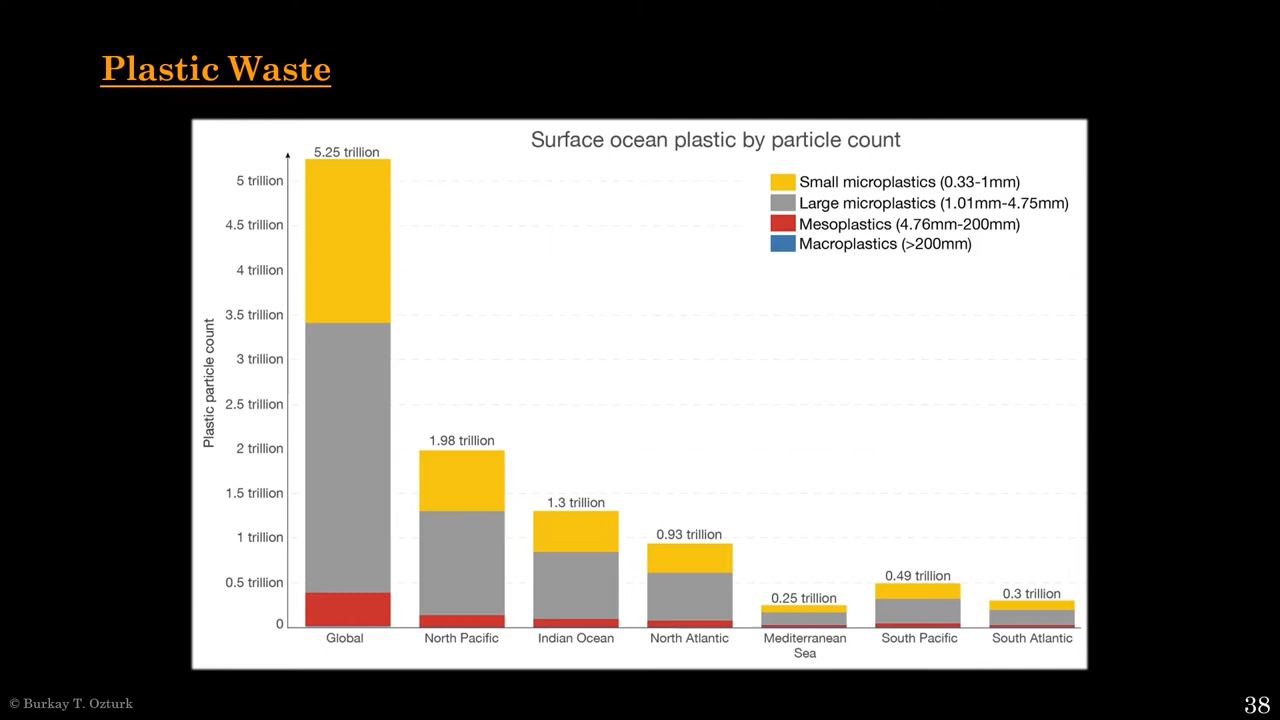 Plastic Waste
Surface ocean plastic by particle count
5.25 trillion
Small microplastics (0.33-1mm)
Large microplastics (1.01mm-4.75mm)
Mesoplastics (4.76mm-200mm)
Macroplastics (>200mm)
5 trillion
4.5 trillion
4 trillion
3.5 trillion
3 trillion
2.5 trillion
2 trillion
1.5 trillion
1 trillion
0.5 trillion
0
Plastic particle count
1.98 trillion
1.3 trillion
0.93 trillion
0.25 trillion
0.49 trillion
0.3 trillion
Global
North Pacific
Indian Ocean
North Atlantic
Mediterranean
Sea
South Pacific
South Atlantic
© Burkay T. Ozturk
38